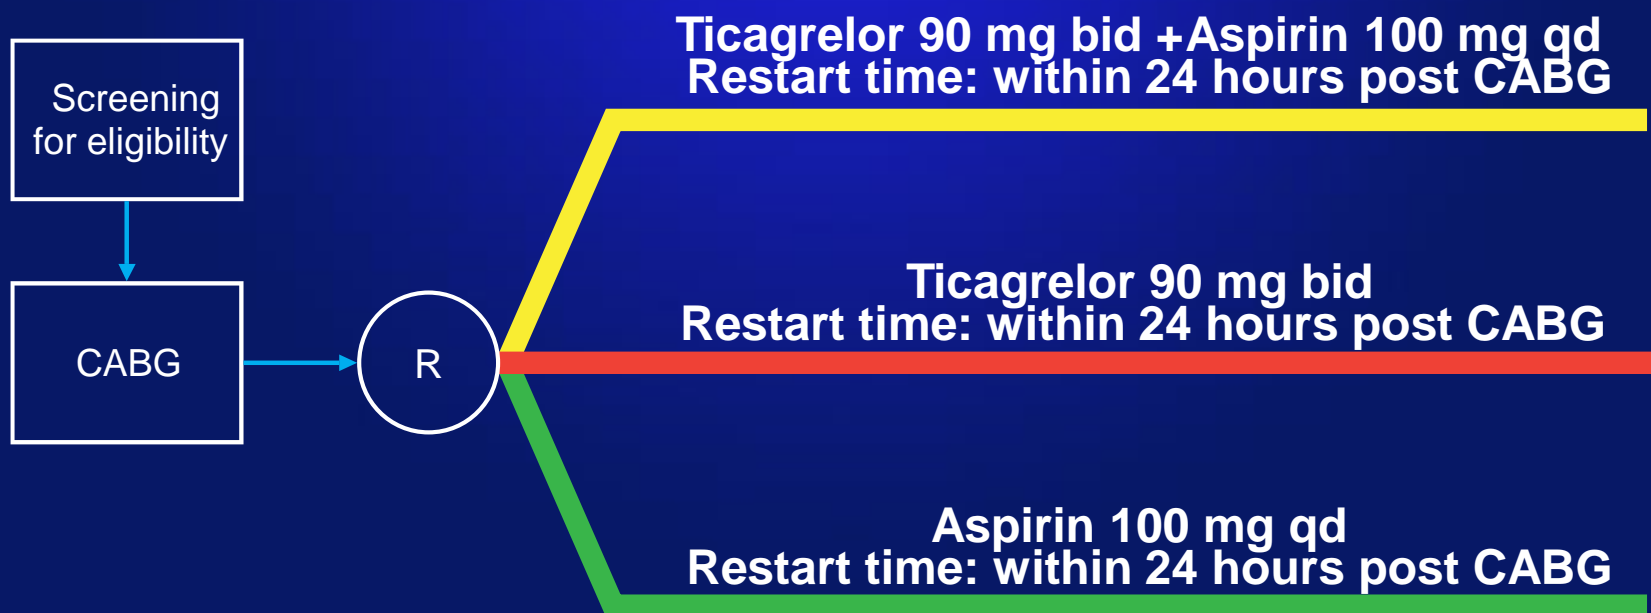 Screening
for eligibility
CABG
R
Ticagrelor 90 mg bid +Aspirin 100 mg qd
Restart time: within 24 hours post CABG
Ticagrelor 90 mg bid
Restart time: within 24 hours post CABG
Aspirin 100 mg qd
Restart time: within 24 hours post CABG